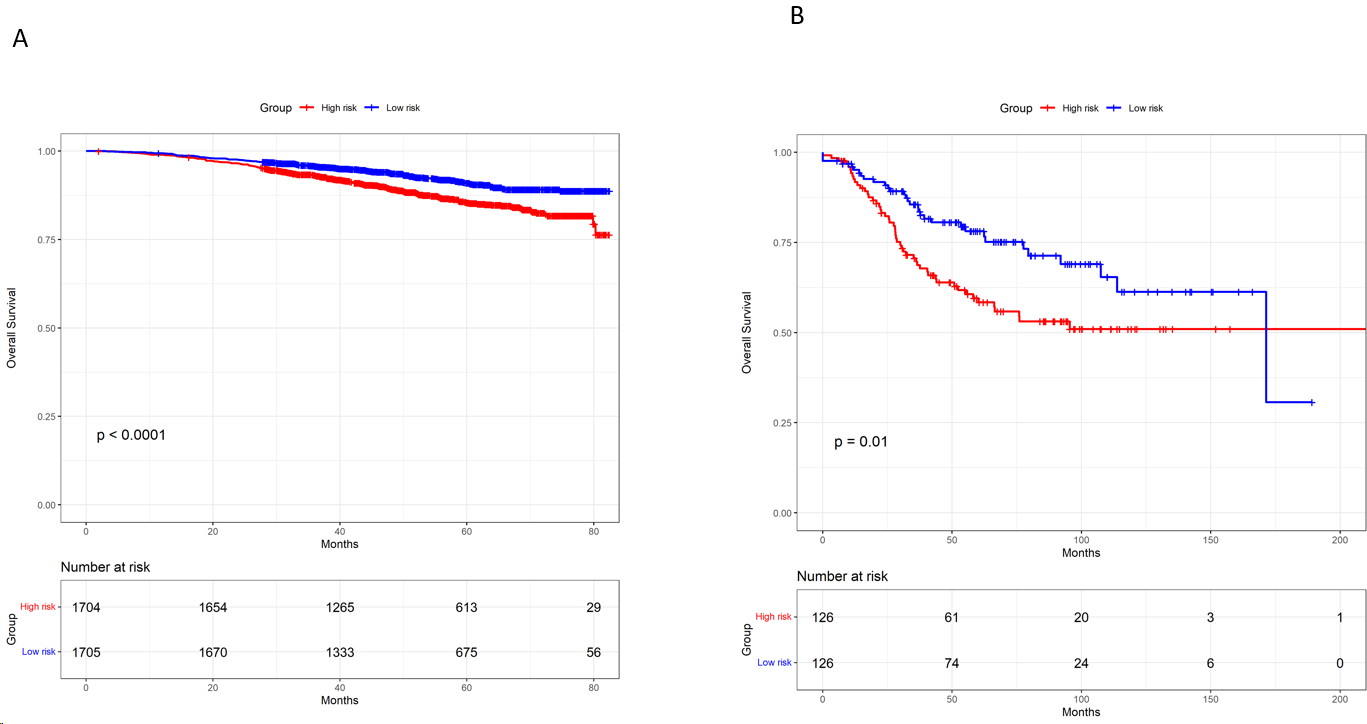 A
Group High risk Low risk
1.00
0.75
0.50
0.25
0.00
Overall Survival
p < 0.0001
0 20 40 60 80
Months
Number at risk
Group
High risk 1704 1654 1265 613 29
Low risk 1705 1670 1333 675 56
0 20 40 60 80
Months
B
Group High risk Low risk
1.00
0.75
0.50
0.25
0.00
Overall Survival
p = 0.01
0 50 100 150 200
Months
Number at risk
Group
High risk 126 61 20 3 1
Low risk 126 74 24 6 0
0 50 100 150 200
Months